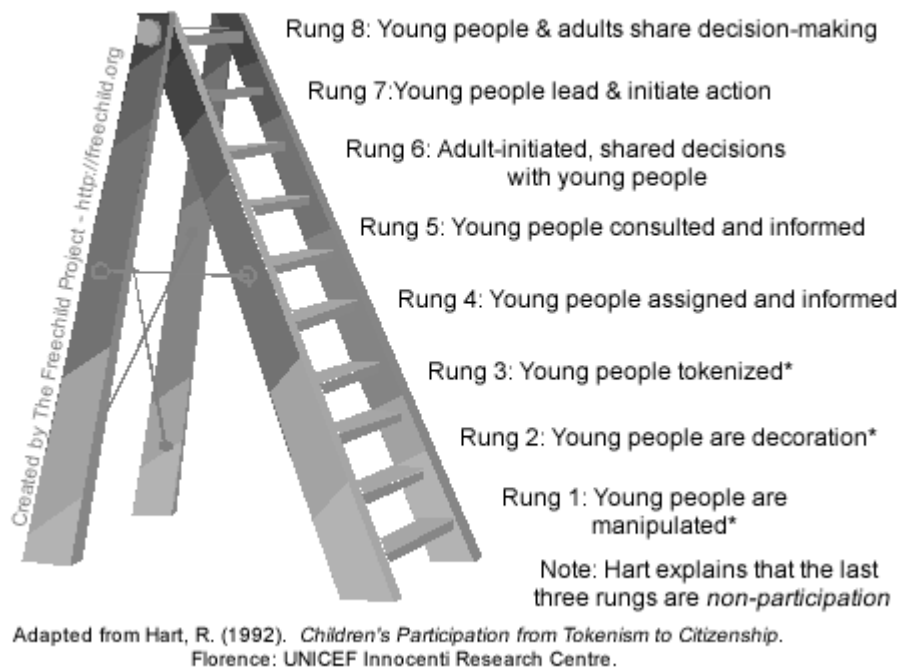 Rung 8: Young people & adults share decision-making
Rung 7:Young people lead & initiate action
Rung 6: Adult-initiated, shared decisions
with young people
Rung 5: Young people consulted and informed
Rung 4: Young people assigned and informed
Rung 3: Young people tokenized*
Rung 2: Young people are decoration*
Rung 1: Young people are
manipulated*
Note: Hart explains that the last
three rungs are non-participation
Created by The Freechild Project - http://freechild.org
Adapted from Hart, R. (1992). Children's Participation from Tokenism to Citizenship.
Florence: UNICEF Innocenti Research Centre.